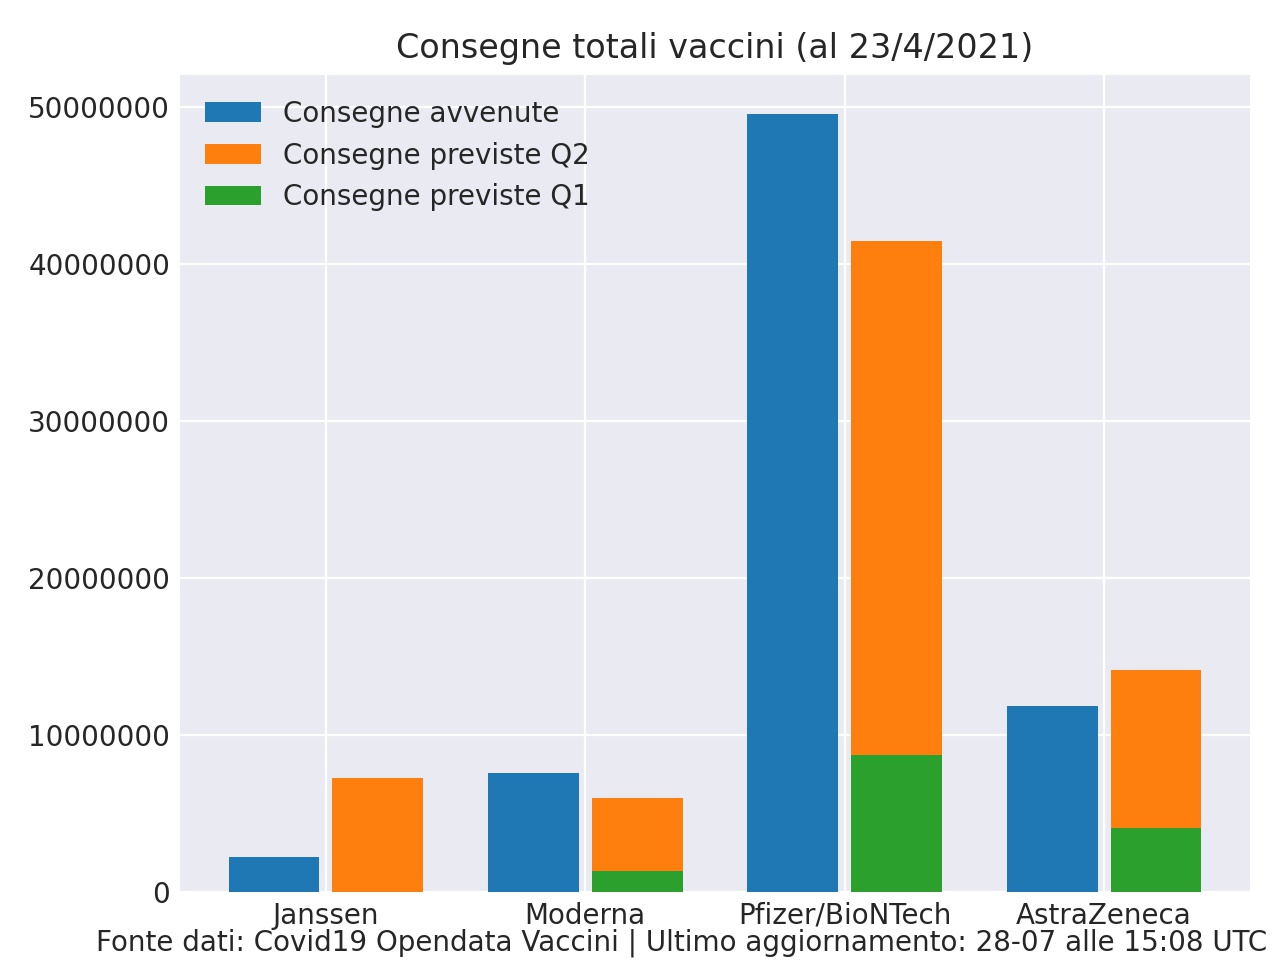 Consegne totali vaccini (al 23/4/2021)
Consegne avvenute
Consegne previste Q2
Consegne previste Q1
50000000
40000000
30000000
20000000
10000000
0
Janssen
Moderna
Pfizer/BioNTech
AstraZeneca
Fonte dati: Covid19 Opendata Vaccini | Ultimo aggiornamento: 28-07 alle 15:08 UTC